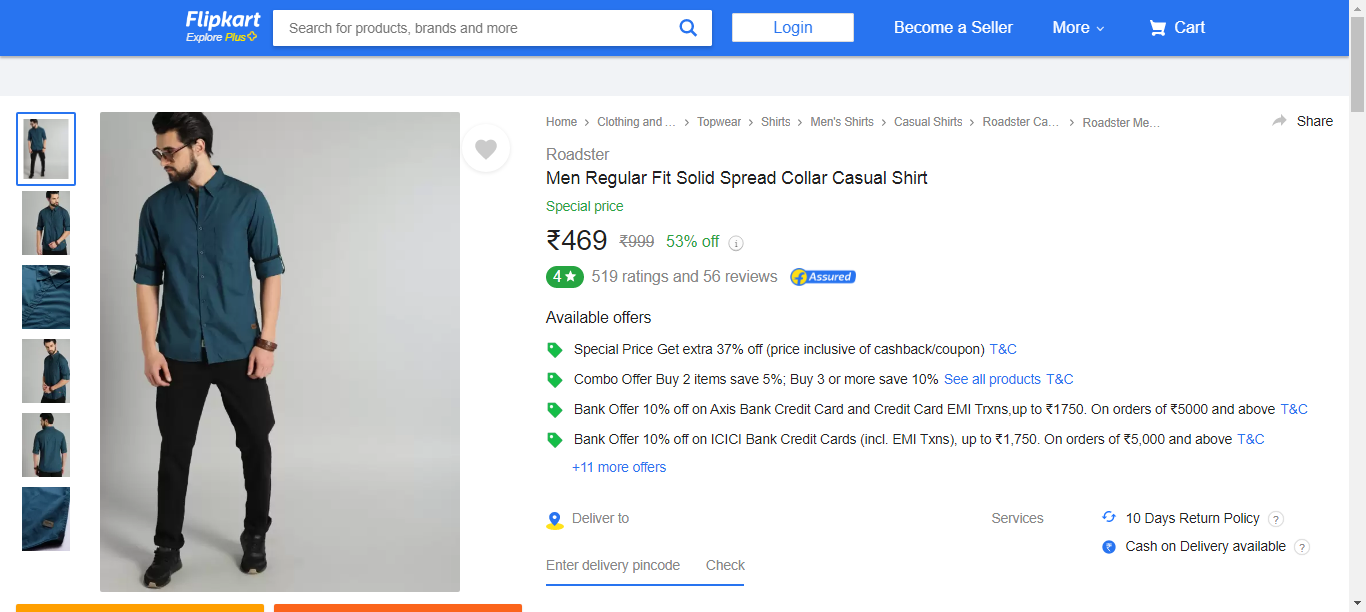 Flipkart
Explore Plus
Search for products, brands and more
Login
Become a Seller
More
Cart
Home > Clothing and ... > Topwear > Shirts > Men's Shirts > Casual Shirts > Roadster Ca... > Roadster Me...
Share
Roadster
Men Regular Fit Solid Spread Collar Casual Shirt
Special price
₹469 ₹999 53% off i
4★ 519 ratings and 56 reviews f Assured
Available offers
Special Price Get extra 37% off (price inclusive of cashback/coupon) T&C
Combo Offer Buy 2 items save 5%; Buy 3 or more save 10% See all products T&C
Bank Offer 10% off on Axis Bank Credit Card and Credit Card EMI Trxns,up to ₹1750. On orders of ₹5000 and above T&C
Bank Offer 10% off on ICICI Bank Credit Cards (incl. EMI Txns), up to ₹1,750. On orders of ₹5,000 and above T&C
+11 more offers
Deliver to
Enter delivery pincode Check
Services
10 Days Return Policy ?
₹ Cash on Delivery available ?